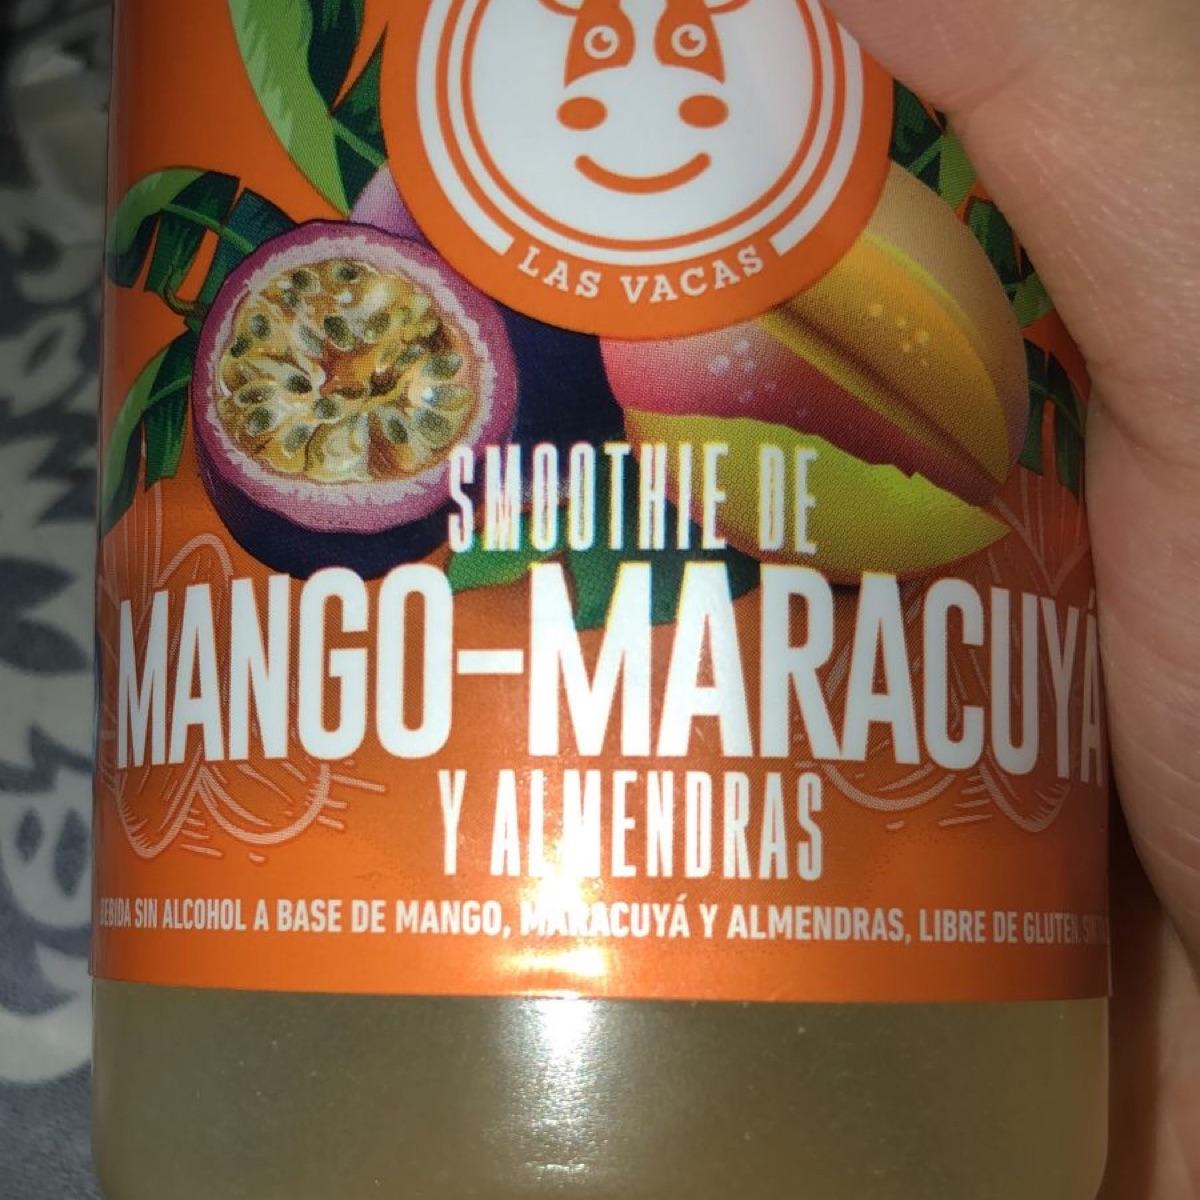 LAS VACAS
SMOOTHIE DE
MANGO-MARACUYÁ
Y ALMENDRAS
BEBIDA SIN ALCOHOL A BASE DE MANGO, MARACUYÁ Y ALMENDRAS, LIBRE DE GLUTEN,